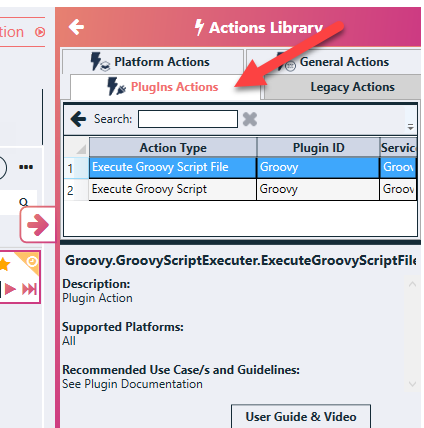 tion
Actions Library
Platform Actions
General Actions
PlugIns Actions
Legacy Actions
Search:
Action Type Plugin ID Servic
1 Execute Groovy Script File Groovy Groov
2 Execute Groovy Script Groovy Groov
Groovy.GroovyScriptExecuter.ExecuteGroovyScriptFile
Description:
Plugin Action
Supported Platforms:
All
Recommended Use Case/s and Guidelines:
See Plugin Documentation
User Guide & Video